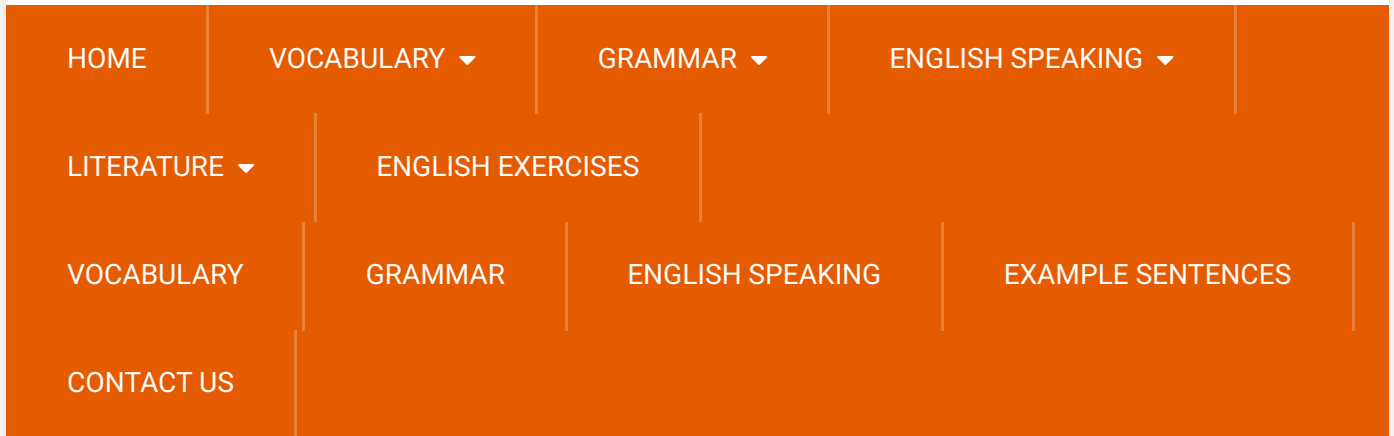 HOME VOCABULARY GRAMMAR ENGLISH SPEAKING
LITERATURE ENGLISH EXERCISES
VOCABULARY GRAMMAR ENGLISH SPEAKING EXAMPLE SENTENCES
CONTACT US